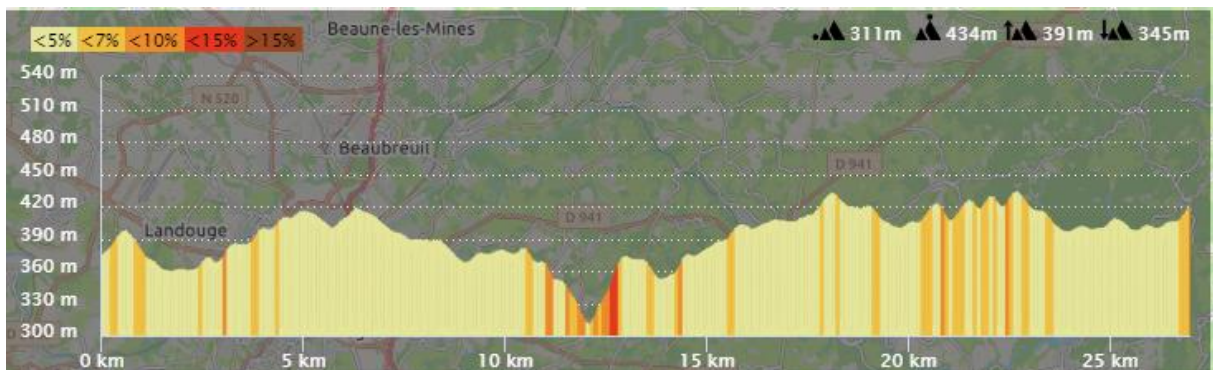 Beaune-les-Mines
<5% <7% <10% <15% >15% 311m 434m 391m 345m
540 m
510 m
N 520
480 m
Beaubreuil
450 m
D 941
420 m
D 941
390 m
Landouge
360 m
330 m
300 m
0 km 5 km 10 km 15 km 20 km 25 km